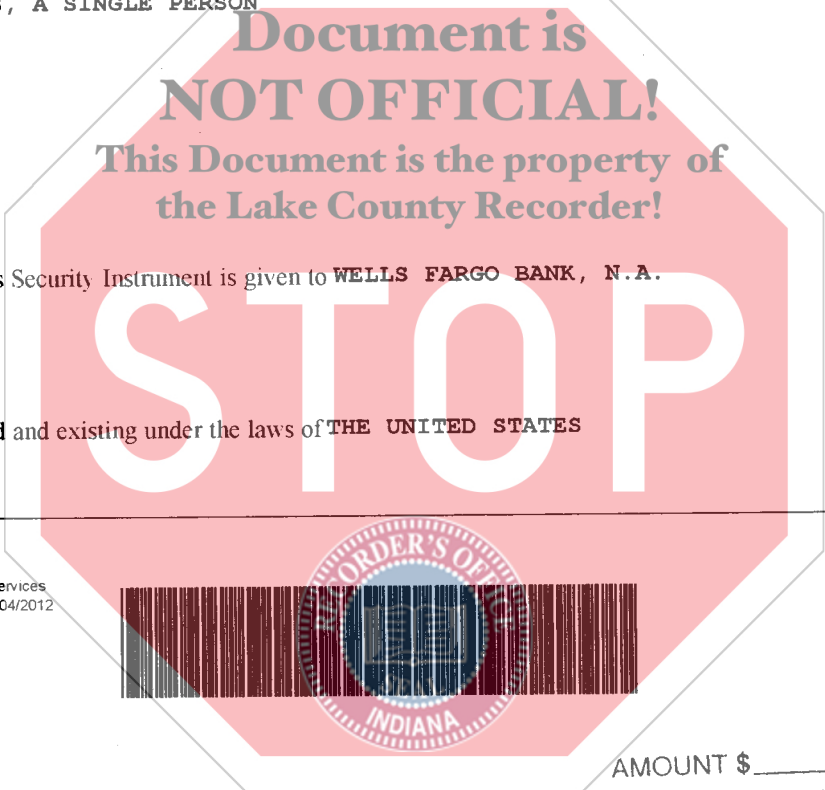 , A SINGLE PERSON
Document is
NOT OFFICIAL!
This Document is the property of
the Lake County Recorder!
s Security Instrument is given to WELLS FARGO BANK, N.A.
STOP
d and existing under the laws of THE UNITED STATES
ervices
04/2012
RECORDER'S OFFICE
SEAL
INDIANA
AMOUNT $